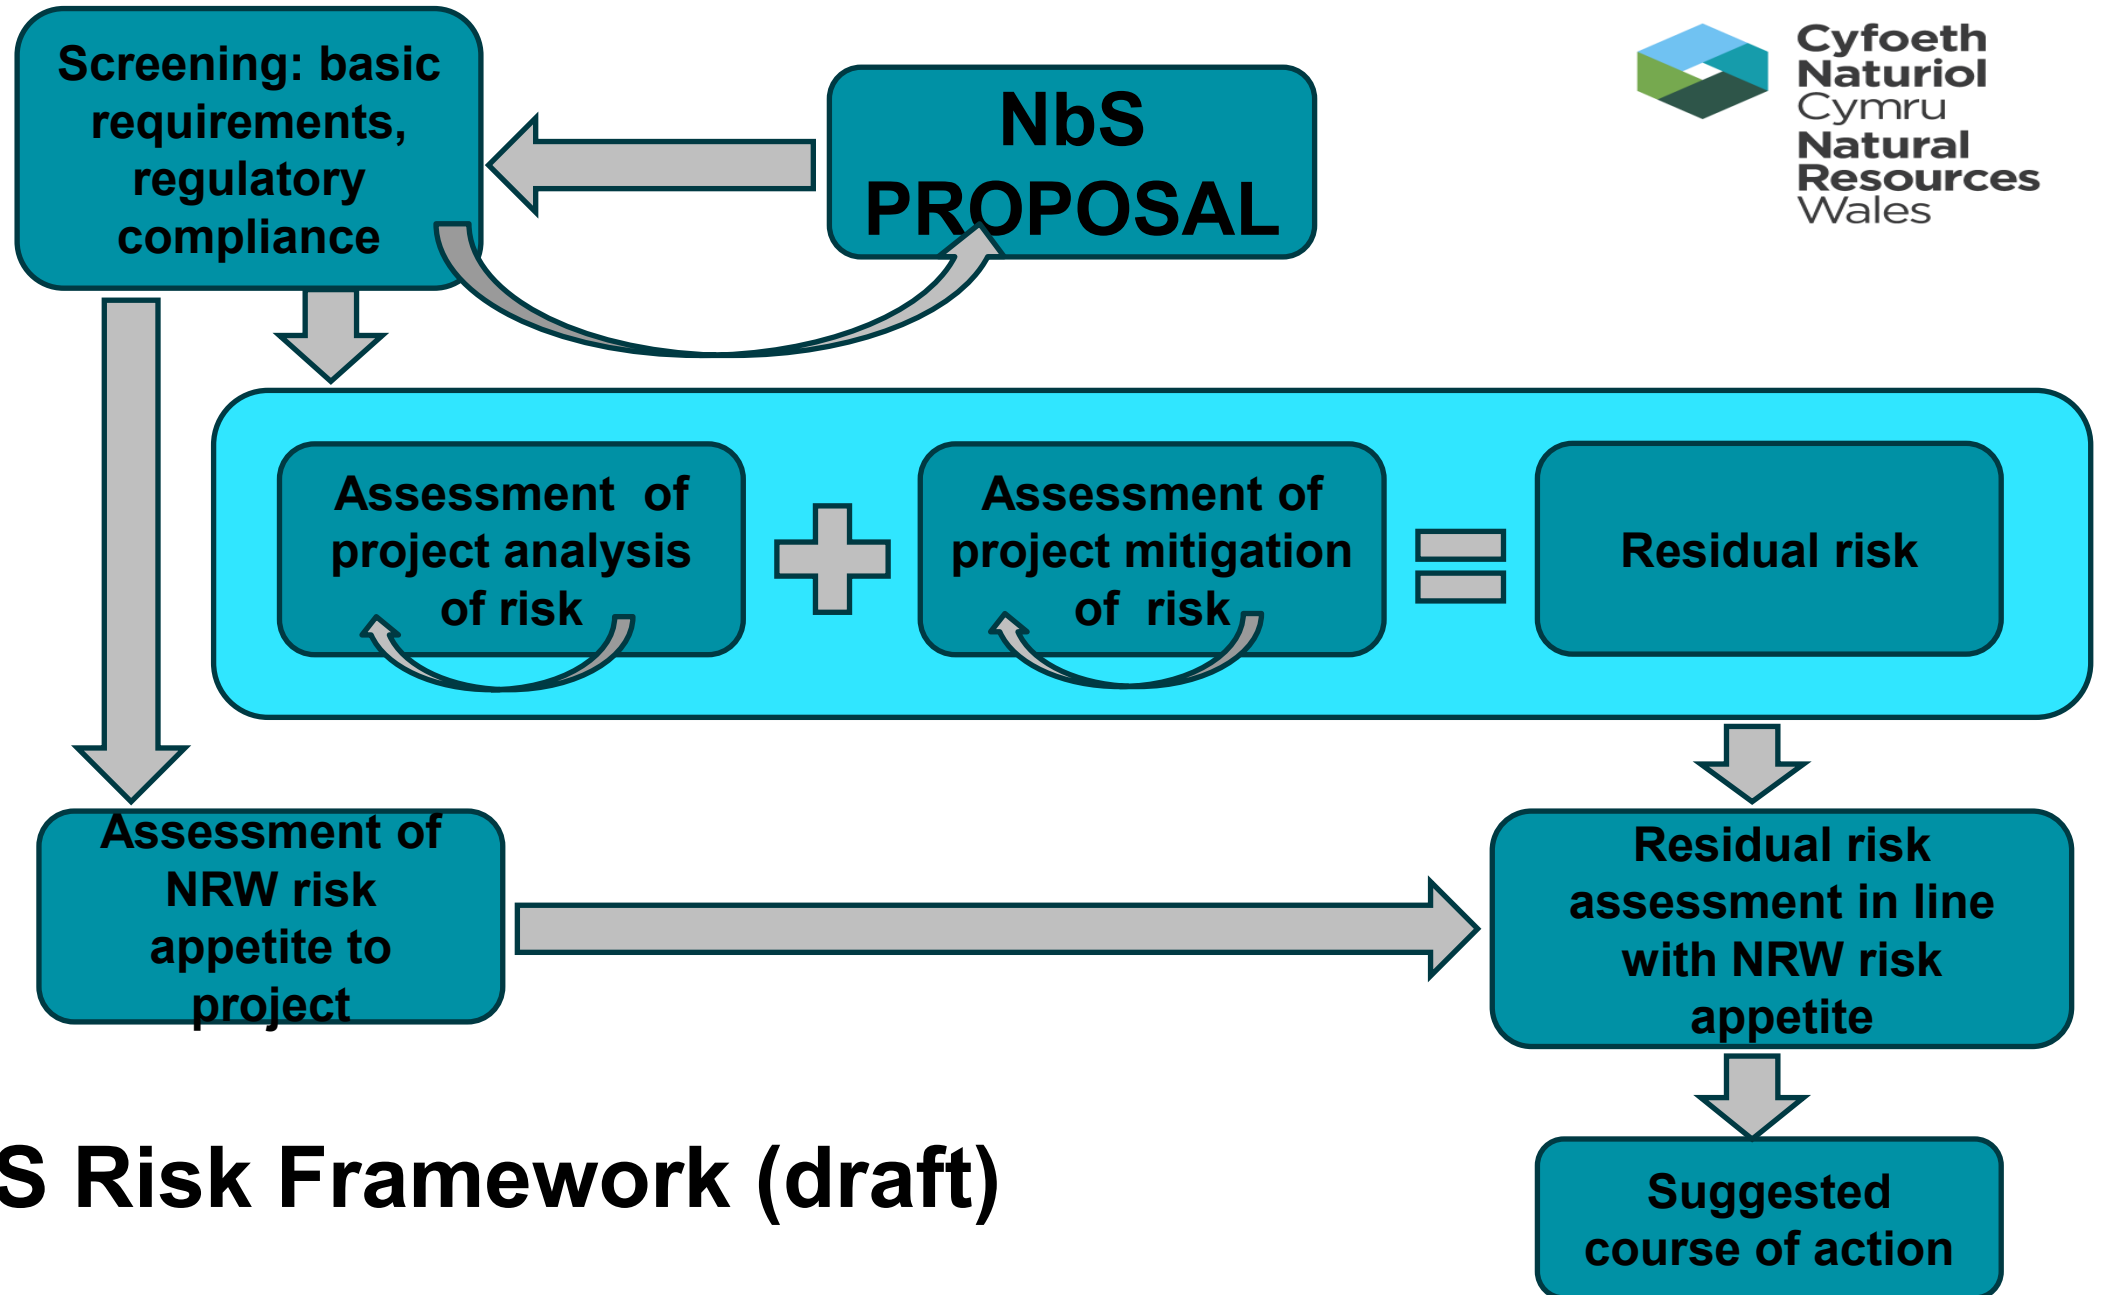 Screening: basic
requirements,
regulatory
compliance
NbS
PROPOSAL
Cyfoeth
Naturiol
Cymru
Natural
Resources
Wales
Assessment of
project analysis
of risk
Assessment of
project mitigation
of risk
Residual risk
Assessment of
NRW risk
appetite to
project
Residual risk
assessment in line
with NRW risk
appetite
S Risk Framework (draft)
Suggested
course of action